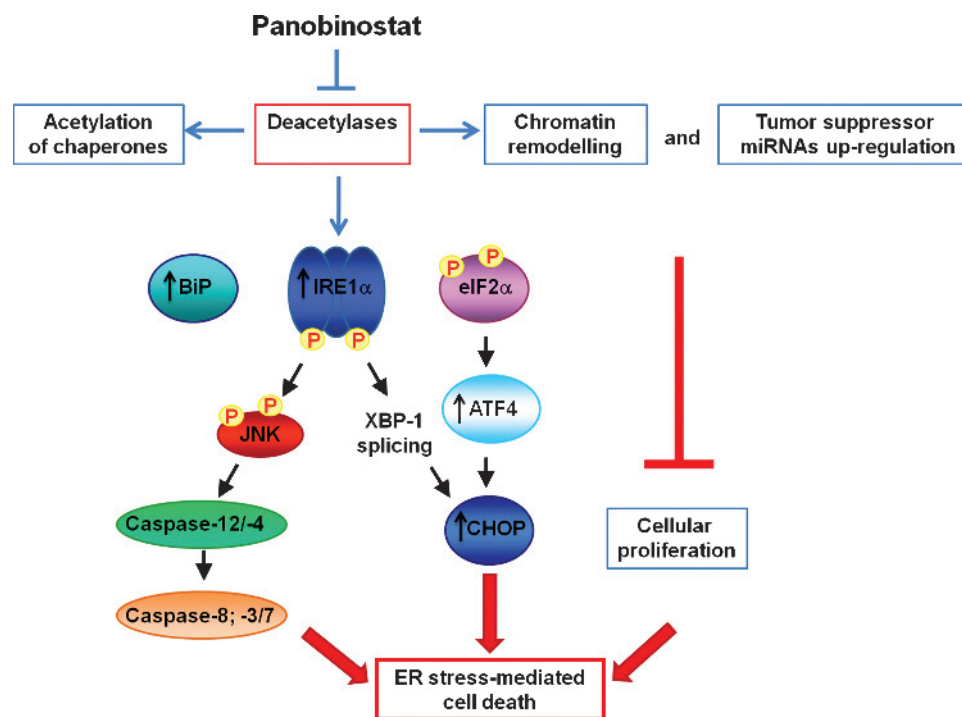 Panobinostat
Acetylation
of chaperones
Deacetylases
Chromatin
remodelling
and
Tumor suppressor
miRNAs up-regulation
↑BiP
↑IRE1α
P
P
P
P
eIF2α
P
P
JNK
XBP-1
splicing
↑ATF4
Caspase-12/-4
↑CHOP
Cellular
proliferation
Caspase-8; -3/7
ER stress-mediated
cell death